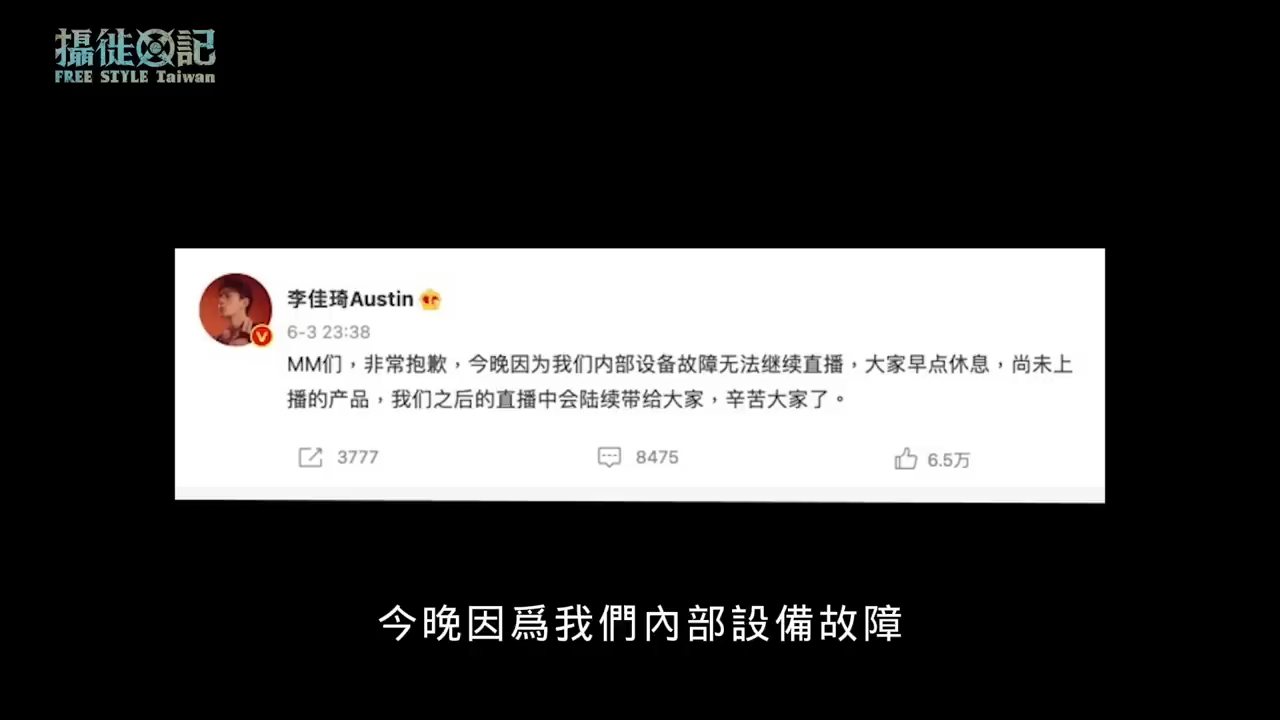 攝徒日記
FREE STYLE Taiwan
李佳琦Austin
6-3 23:38
MM们，非常抱歉，今晚因为我们内部设备故障无法继续直播，大家早点休息，尚未上
播的产品，我们之后的直播中会陆续带给大家，辛苦大家了。
3777
8475
6.5万
今晚因爲我們內部設備故障